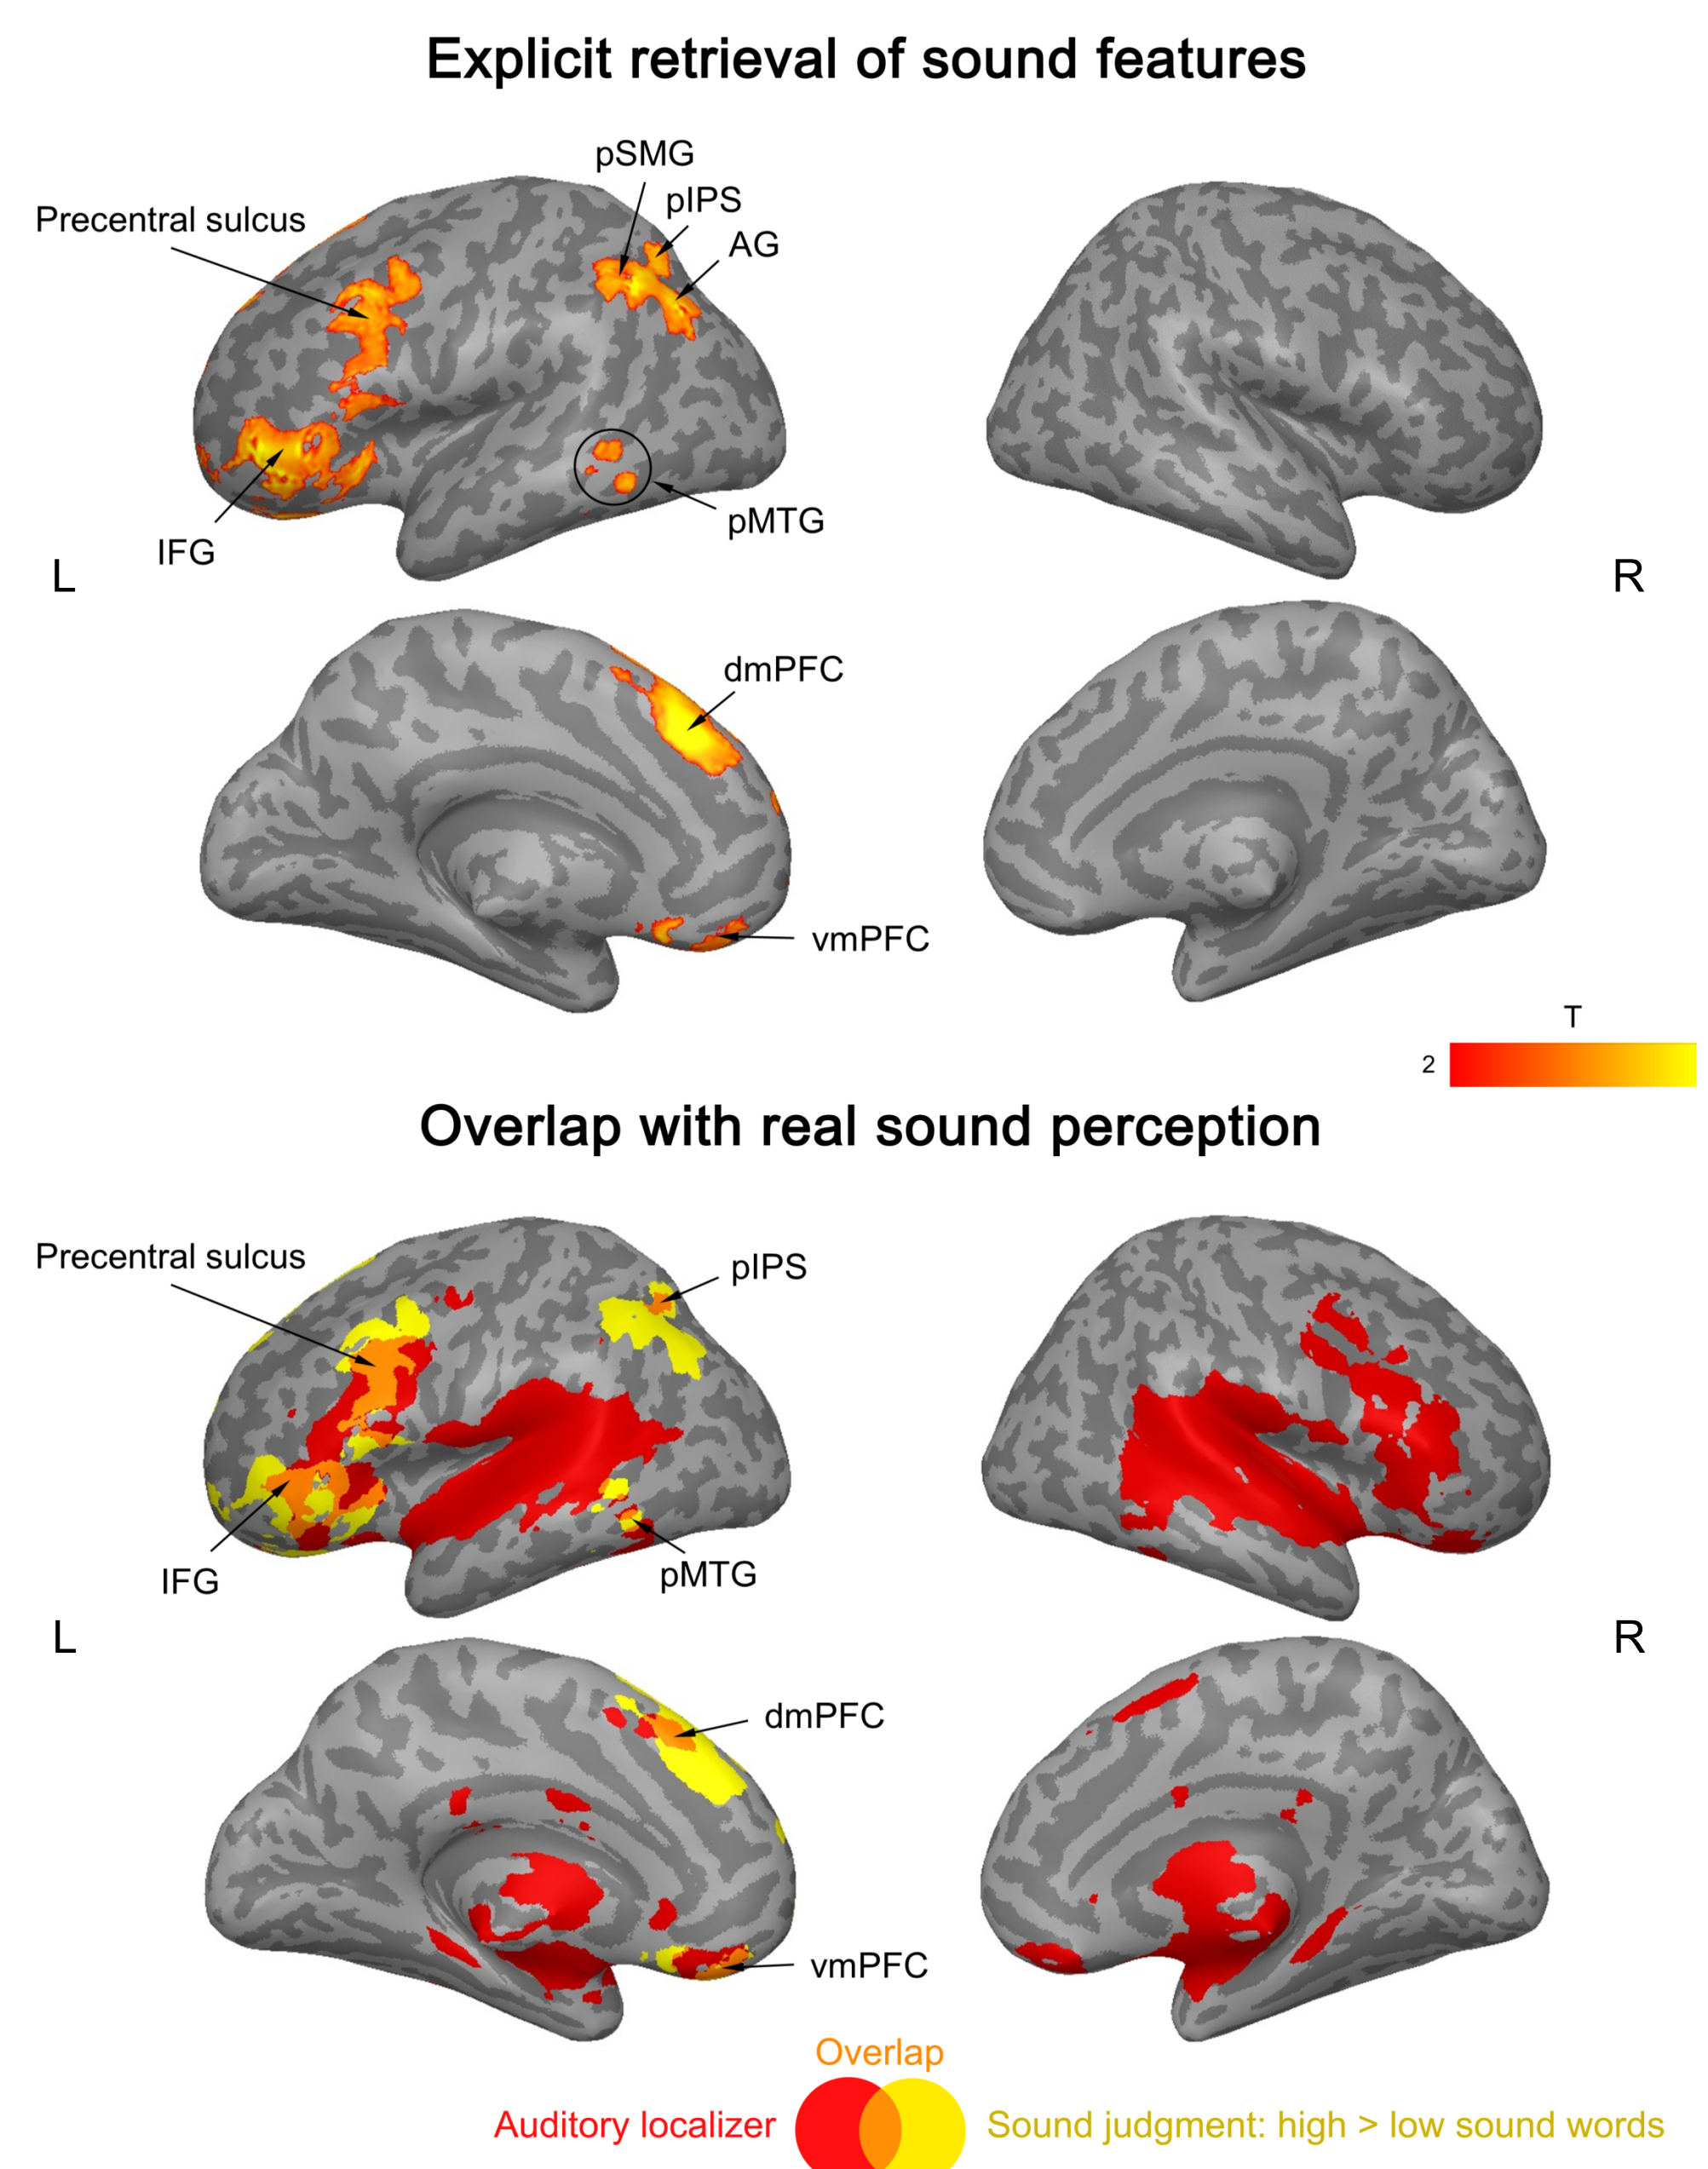 Explicit retrieval of sound features
pSMG
pIPS
Precentral sulcus
AG
pMTG
IFG
L
R
dmPFC
vmPFC
T
2
Overlap with real sound perception
Precentral sulcus
pIPS
IFG
pMTG
L
R
dmPFC
vmPFC
Overlap
Auditory localizer
Sound judgment: high > low sound words